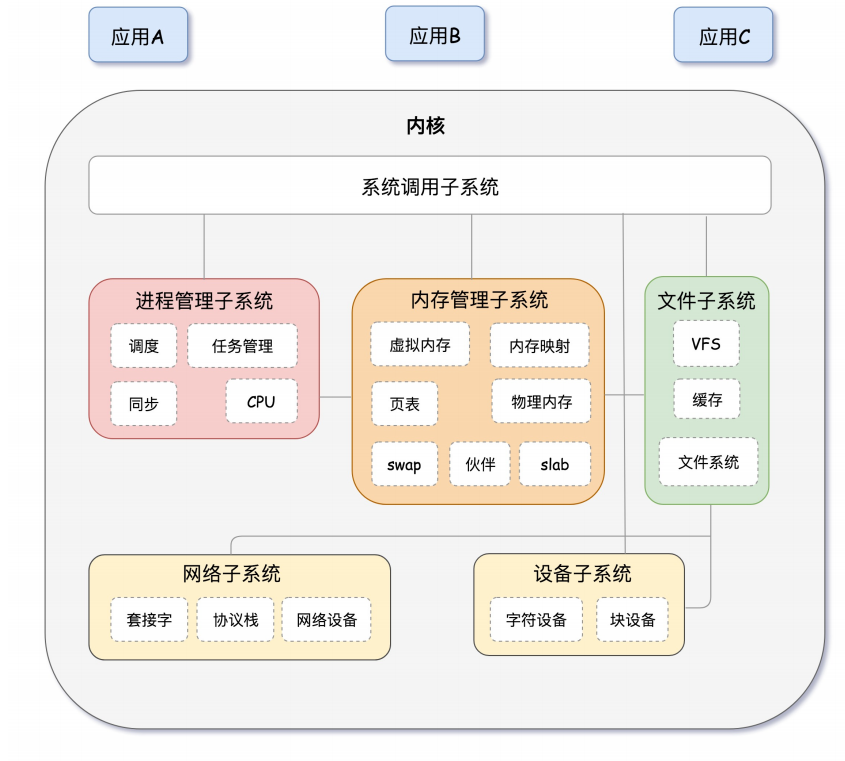 应用A
应用B
应用C
内核
系统调用子系统
进程管理子系统
调度
任务管理
同步
CPU
内存管理子系统
虚拟内存
内存映射
页表
物理内存
swap
伙伴
slab
文件子系统
VFS
缓存
文件系统
网络子系统
套接字
协议栈
网络设备
设备子系统
字符设备
块设备